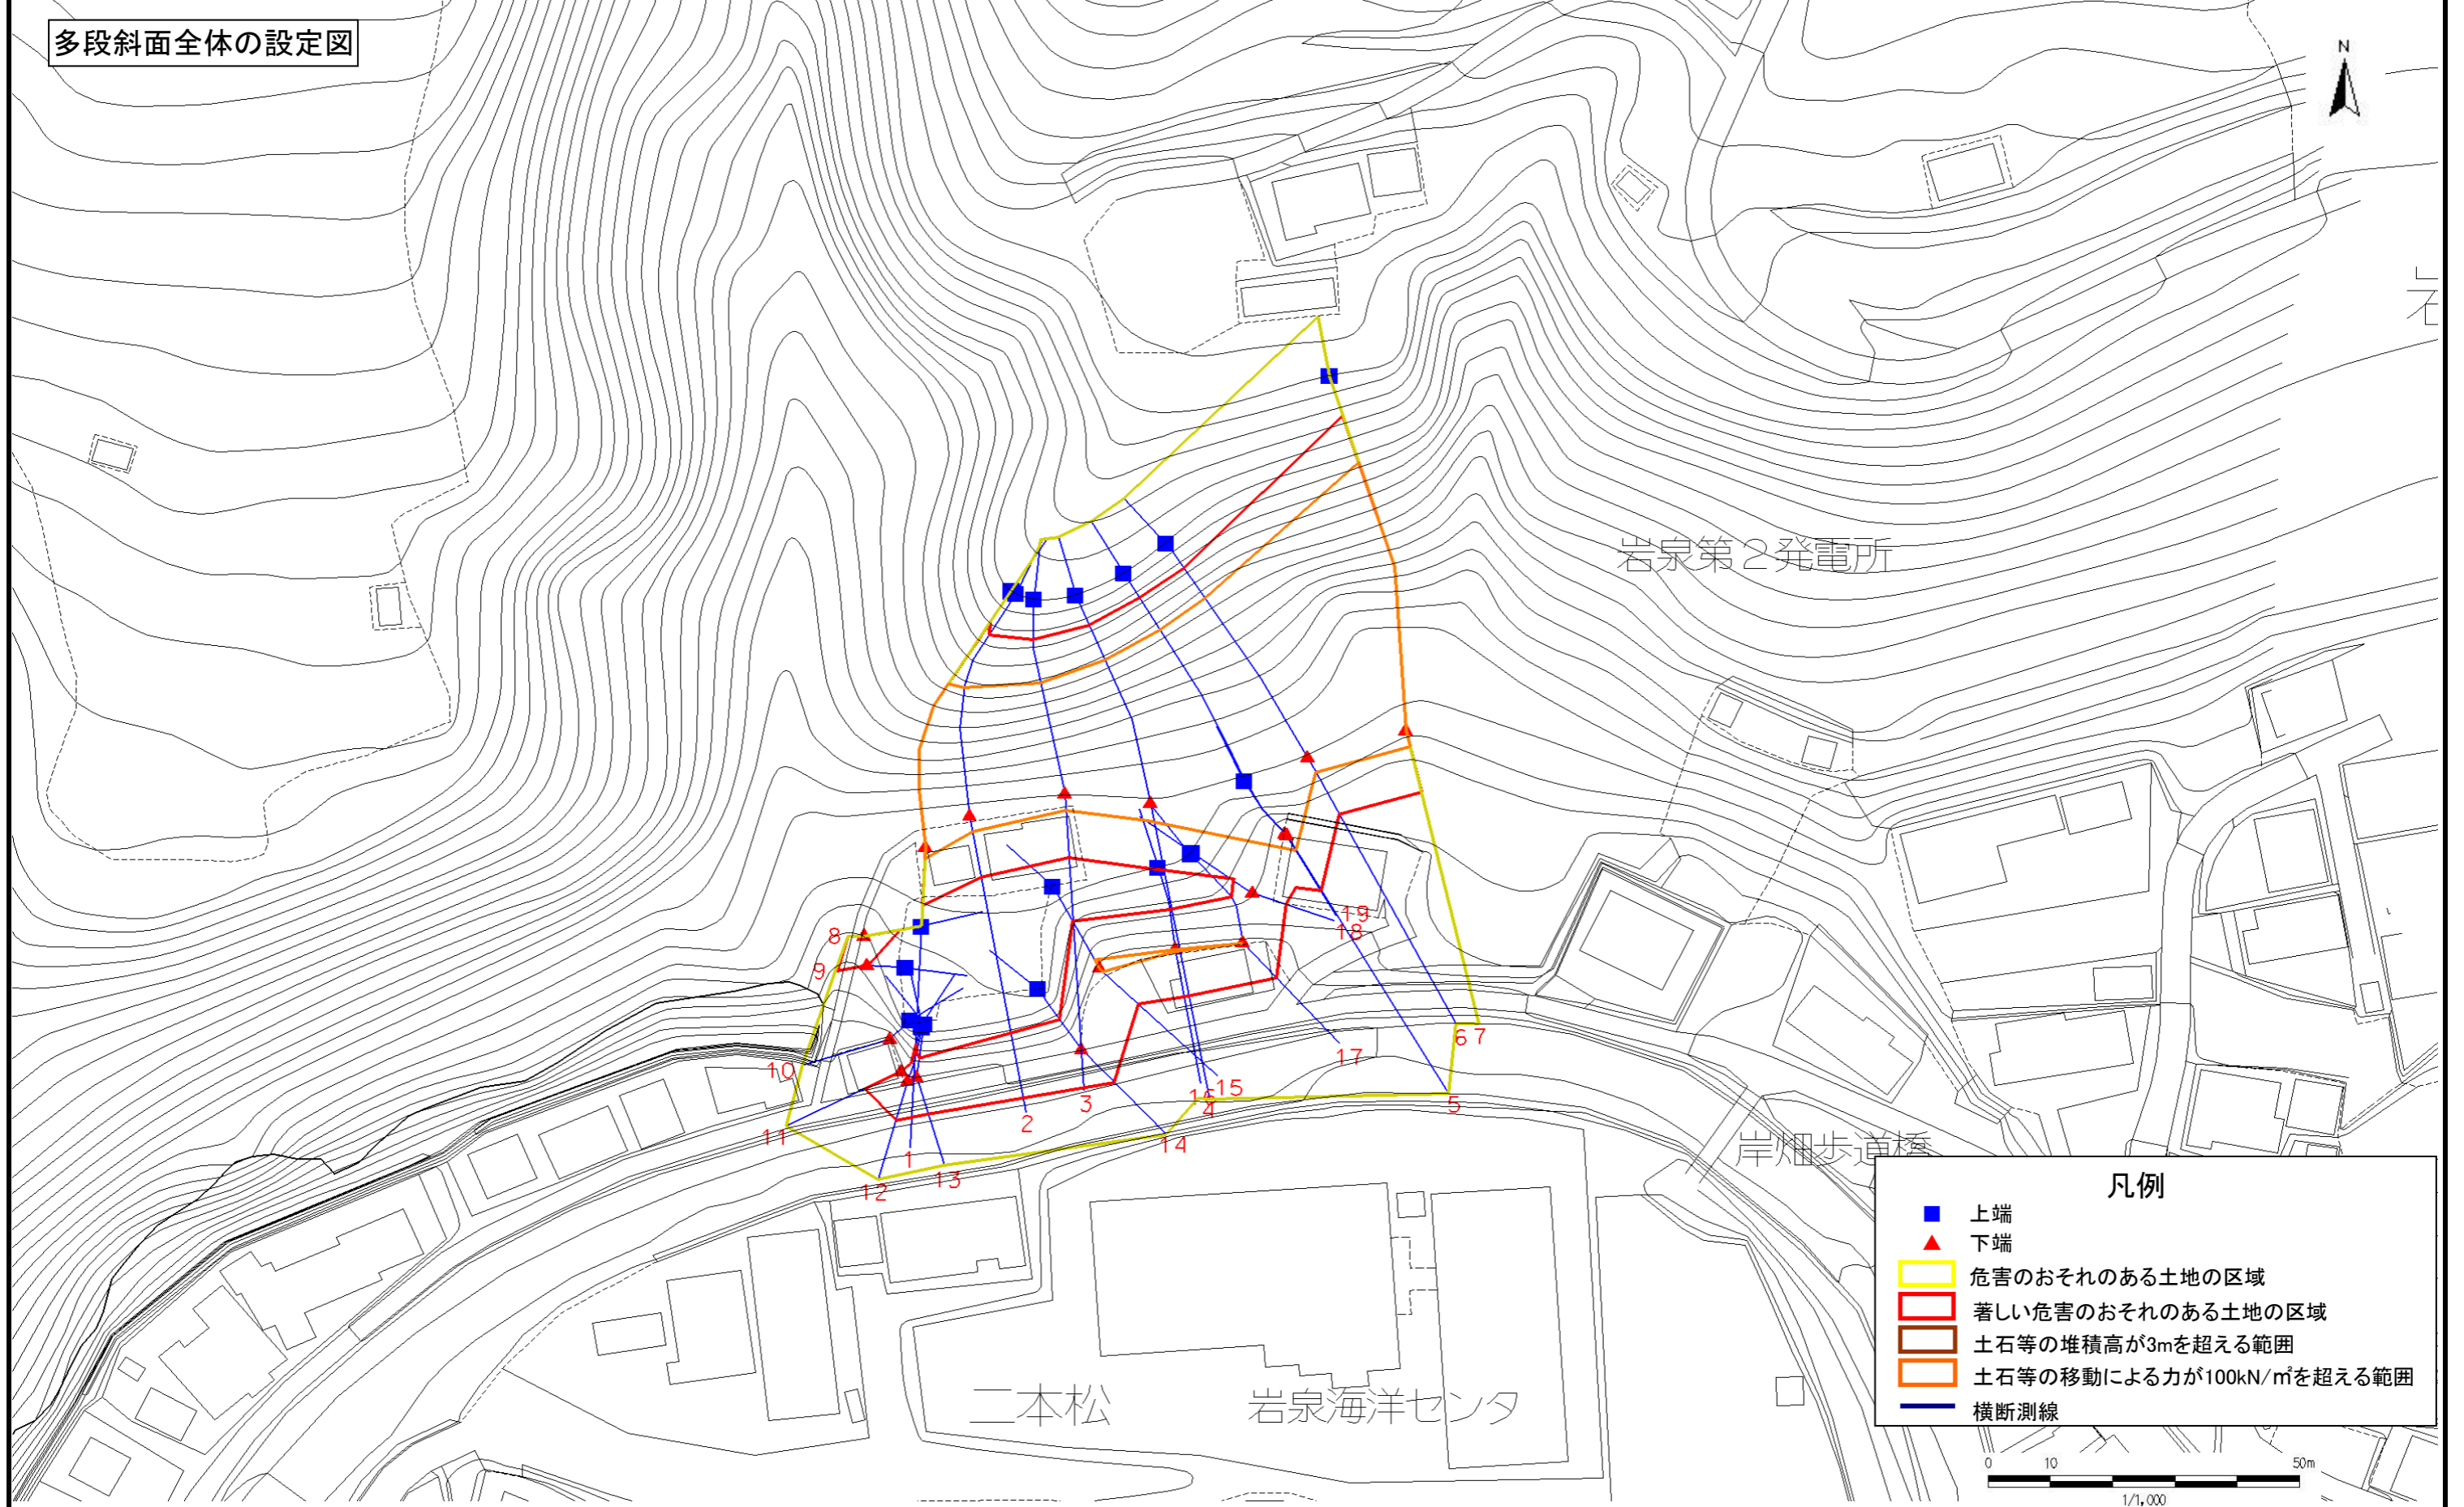 多段斜面全体の設定図
N
岩泉第2発電所
8
9
10
11
12
1
13
2
3
14
16
4
15
17
18
19
5
6
7
岸畑歩道橋
二本松
岩泉海洋センタ
凡例
上端
下端
危害のおそれのある土地の区域
著しい危害のおそれのある土地の区域
土石等の堆積高が3mを超える範囲
土石等の移動による力が100kN/㎡を超える範囲
横断測線
0 10 50m
1/1,000